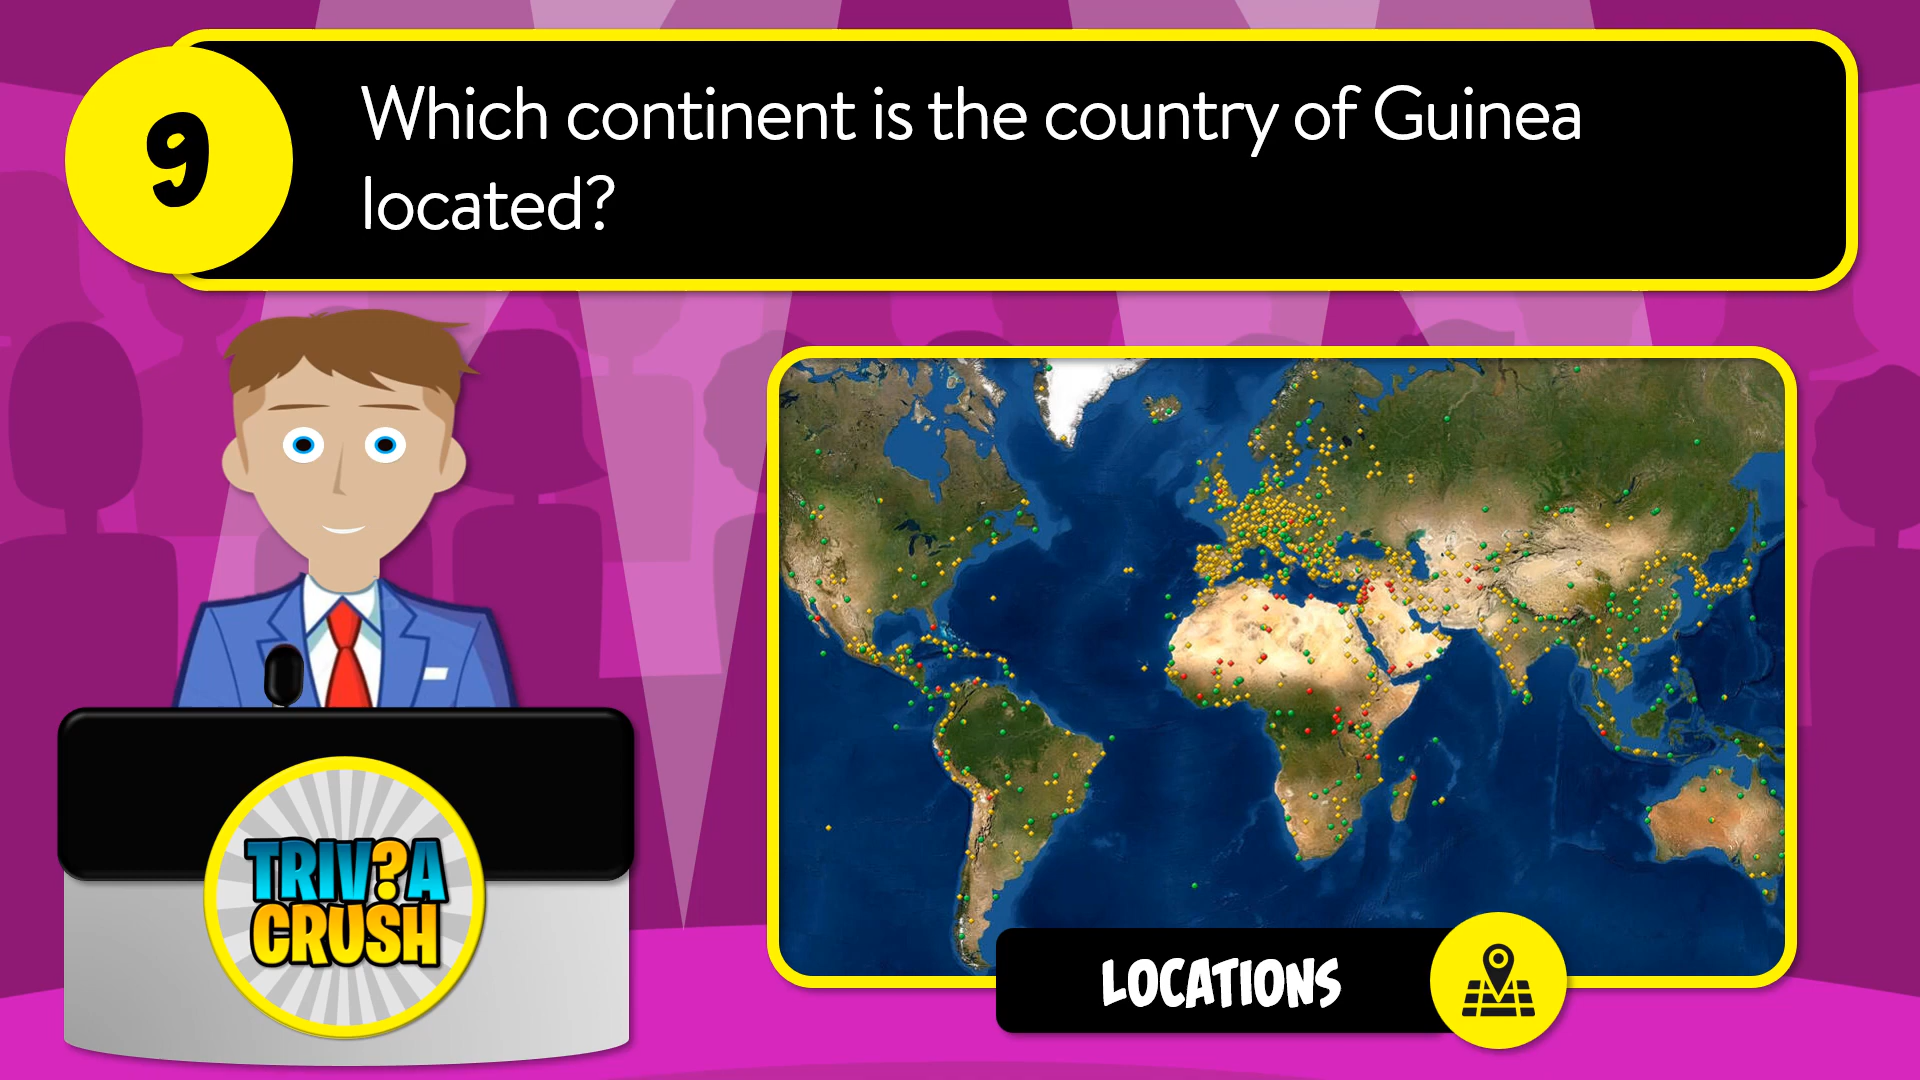 9
Which continent is the country of Guinea
located?
TRIV?A
CRUSH
LOCATIONS